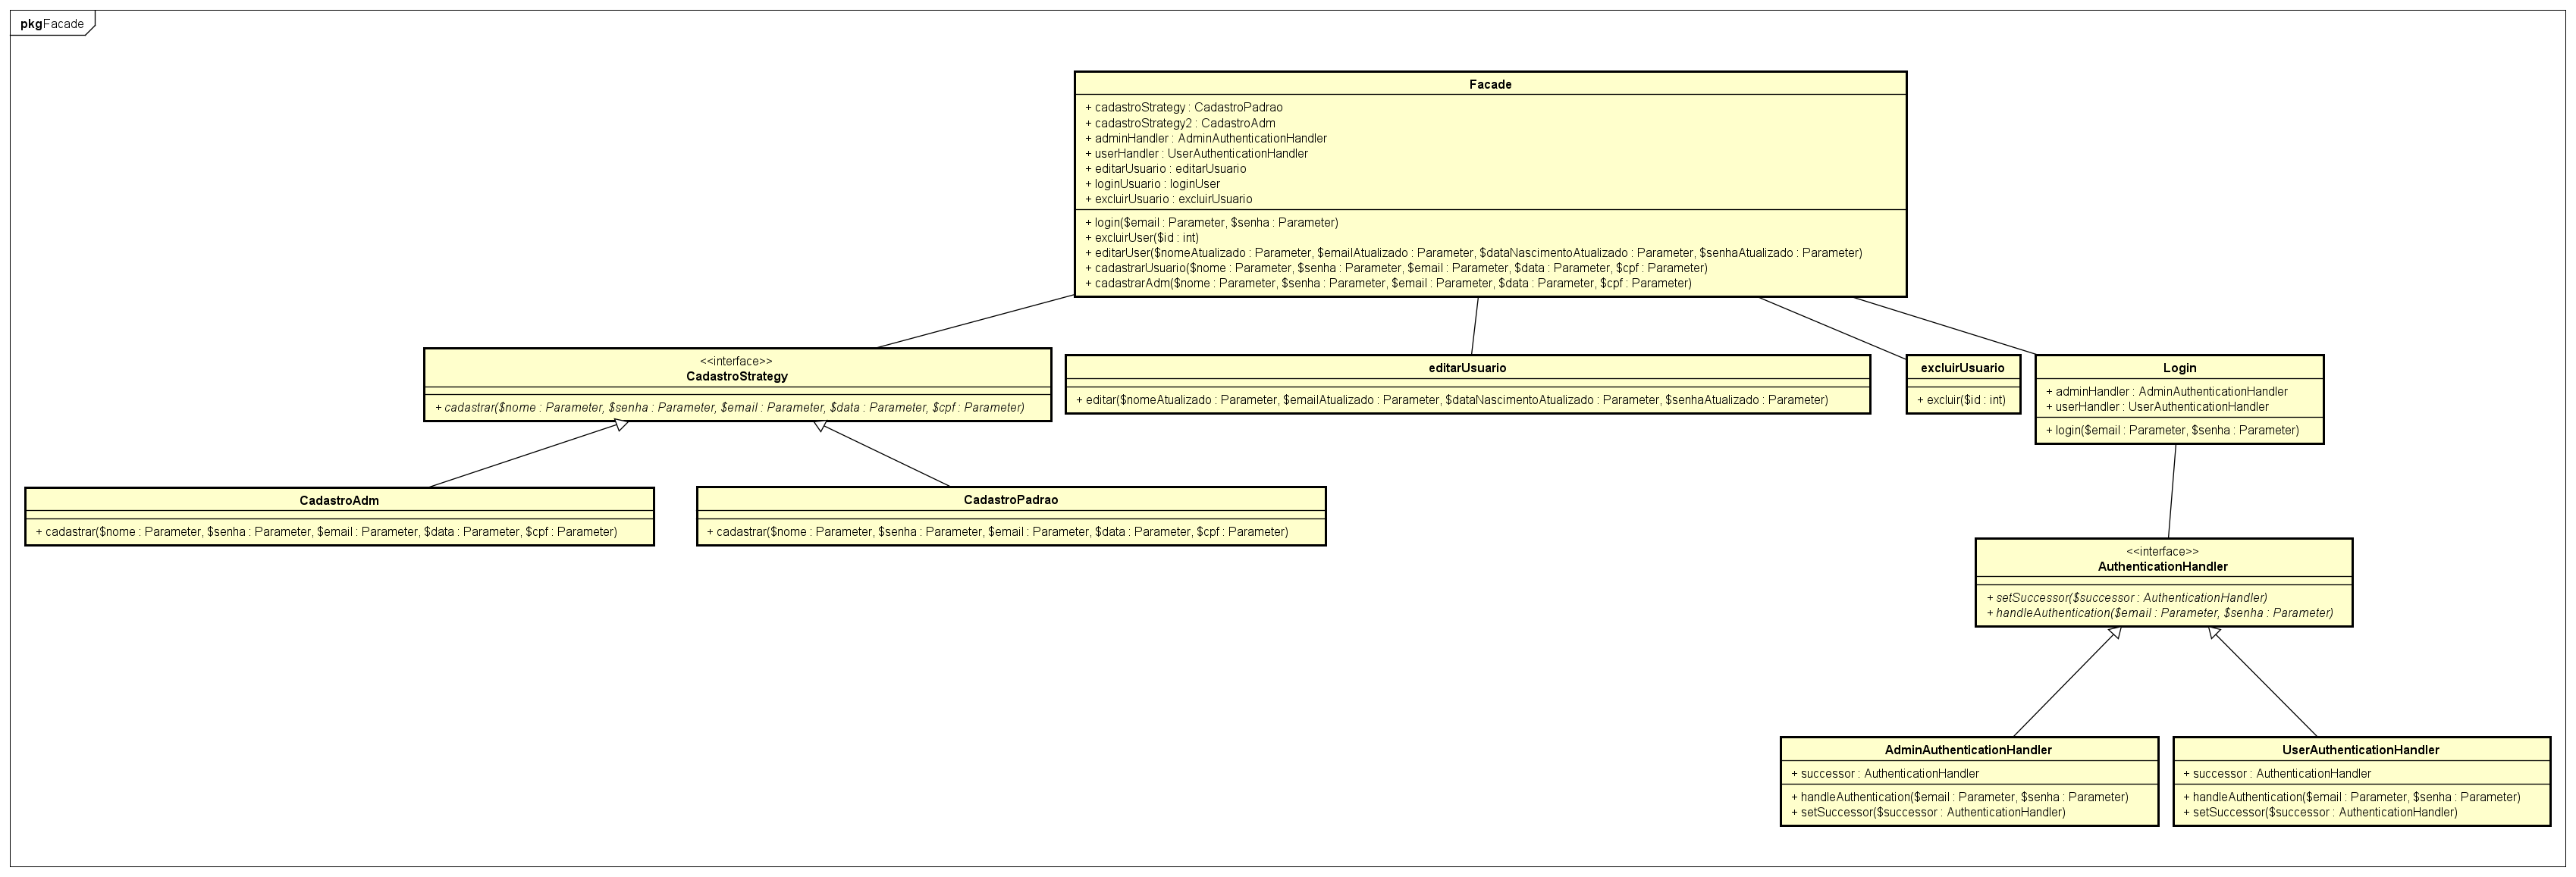 pkgFacade
Facade
+ cadastroStrategy : CadastroPadrao
+ cadastroStrategy2 : CadastroAdm
+ adminHandler : AdminAuthenticationHandler
+ userHandler : UserAuthenticationHandler
+ editarUsuario : editarUsuario
+ loginUsuario : loginUser
+ excluirUsuario : excluirUsuario
+ login($email : Parameter, $senha : Parameter)
+ excluirUser($id : int)
+ editarUser($nomeAtualizado : Parameter, $emailAtualizado : Parameter, $dataNascimentoAtualizado : Parameter, $senhaAtualizado : Parameter)
+ cadastrarUsuario($nome : Parameter, $senha : Parameter, $email : Parameter, $data : Parameter, $cpf : Parameter)
+ cadastrarAdm($nome : Parameter, $senha : Parameter, $email : Parameter, $data : Parameter, $cpf : Parameter)
<<interface>>
CadastroStrategy
+ cadastrar($nome : Parameter, $senha : Parameter, $email : Parameter, $data : Parameter, $cpf : Parameter)
editarUsuario
+ editar($nomeAtualizado : Parameter, $emailAtualizado : Parameter, $dataNascimentoAtualizado : Parameter, $senhaAtualizado : Parameter)
excluirUsuario
+ excluir($id : int)
Login
+ adminHandler : AdminAuthenticationHandler
+ userHandler : UserAuthenticationHandler
+ login($email : Parameter, $senha : Parameter)
CadastroAdm
+ cadastrar($nome : Parameter, $senha : Parameter, $email : Parameter, $data : Parameter, $cpf : Parameter)
CadastroPadrao
+ cadastrar($nome : Parameter, $senha : Parameter, $email : Parameter, $data : Parameter, $cpf : Parameter)
<<interface>>
AuthenticationHandler
+ setSuccessor($successor : AuthenticationHandler)
+ handleAuthentication($email : Parameter, $senha : Parameter)
AdminAuthenticationHandler
+ successor : AuthenticationHandler
+ handleAuthentication($email : Parameter, $senha : Parameter)
+ setSuccessor($successor : AuthenticationHandler)
UserAuthenticationHandler
+ successor : AuthenticationHandler
+ handleAuthentication($email : Parameter, $senha : Parameter)
+ setSuccessor($successor : AuthenticationHandler)